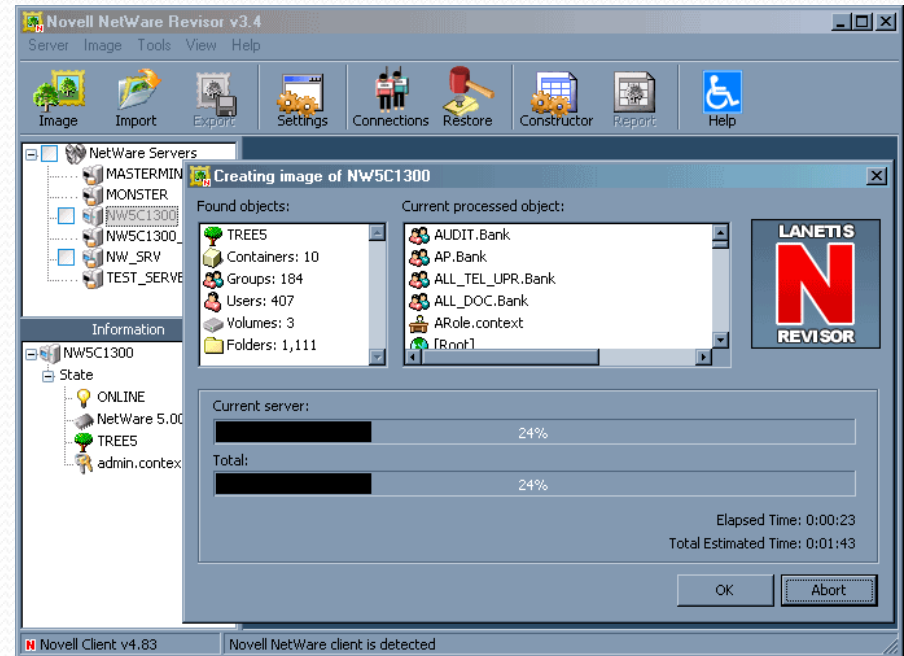 Novell NetWare Revisor v3.4
Server Image Tools View Help
Image Import Export Settings Connections Restore Constructor Report Help
NetWare Servers
MASTERMIN
MONSTER
NW5C1300
NW5C1300_
NW_SRV
TEST_SERVE
Information
NW5C1300
State
ONLINE
NetWare 5.00
TREE5
admin.contex
Creating image of NW5C1300
Found objects:
TREE5
Containers: 10
Groups: 184
Users: 407
Volumes: 3
Folders: 1,111
Current processed object:
AUDIT.Bank
AP.Bank
ALL_TEL_UPR.Bank
ALL_DOC.Bank
ARole.context
[Root]
LANETIS
N
REVISOR
Current server:
24%
Total:
24%
Elapsed Time: 0:00:23
Total Estimated Time: 0:01:43
OK Abort
N Novell Client v4.83 Novell NetWare client is detected